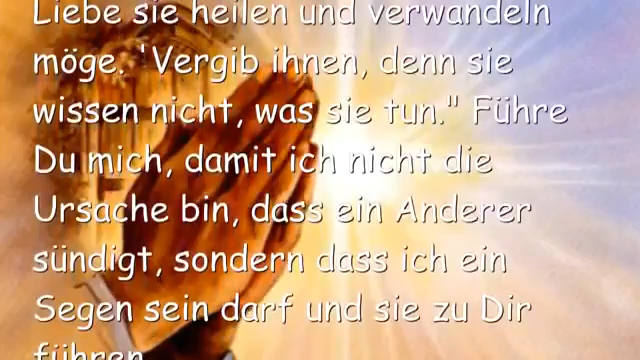 Liebe sie heilen und verwandeln
möge. 'Vergib ihnen, denn sie
wissen nicht, was sie tun." Führe
Du mich, damit ich nicht die
Ursache bin, dass ein Anderer
sündigt, sondern dass ich ein
Segen sein darf und sie zu Dir
führen